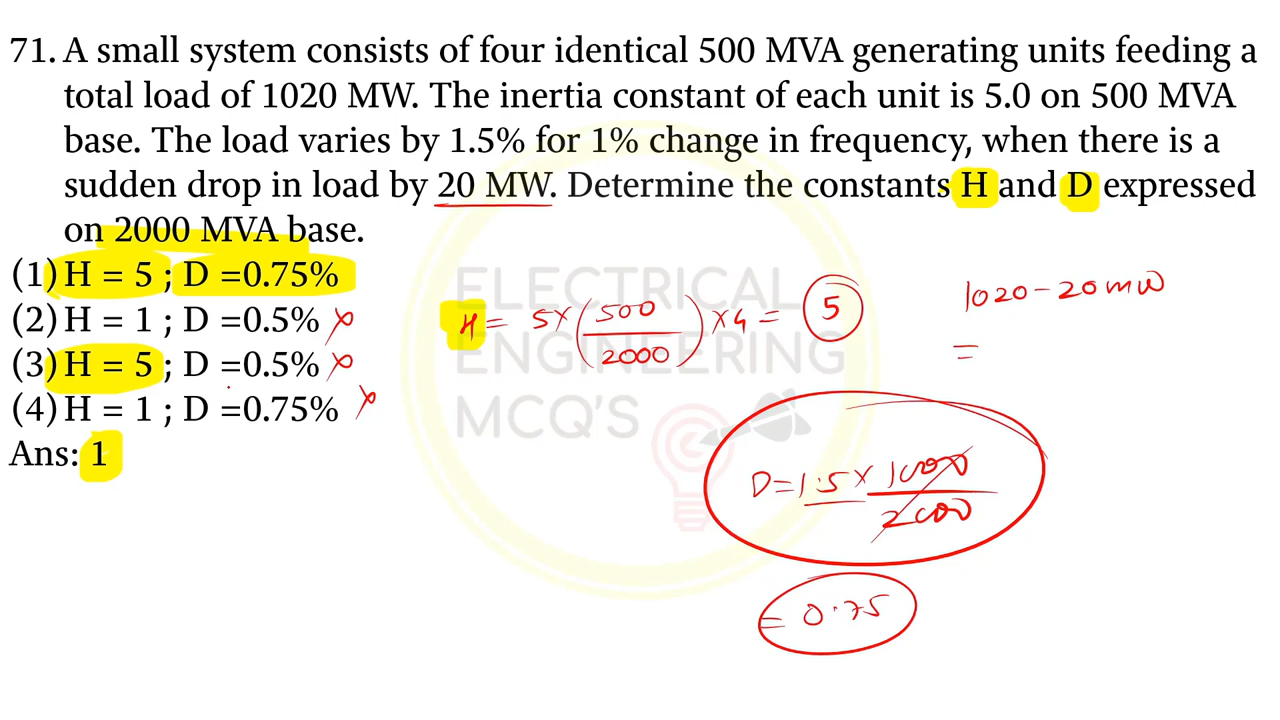 71. A small system consists of four identical 500 MVA generating units feeding a
total load of 1020 MW. The inertia constant of each unit is 5.0 on 500 MVA
base. The load varies by 1.5% for 1% change in frequency, when there is a
sudden drop in load by 20 MW. Determine the constants H and D expressed
on 2000 MVA base.
(1) H = 5 ; D =0.75%
(2) H = 1 ; D =0.5%
(3) H = 5 ; D =0.5%
(4) H = 1 ; D =0.75%
Ans: 1
ELECTRICAL
ENGINEERING
MCQ'S
H = 5 × (500/2000) × 4 = 5
1020 - 20 MW
=
D = 1.5 × 1000/2000
= 0.75